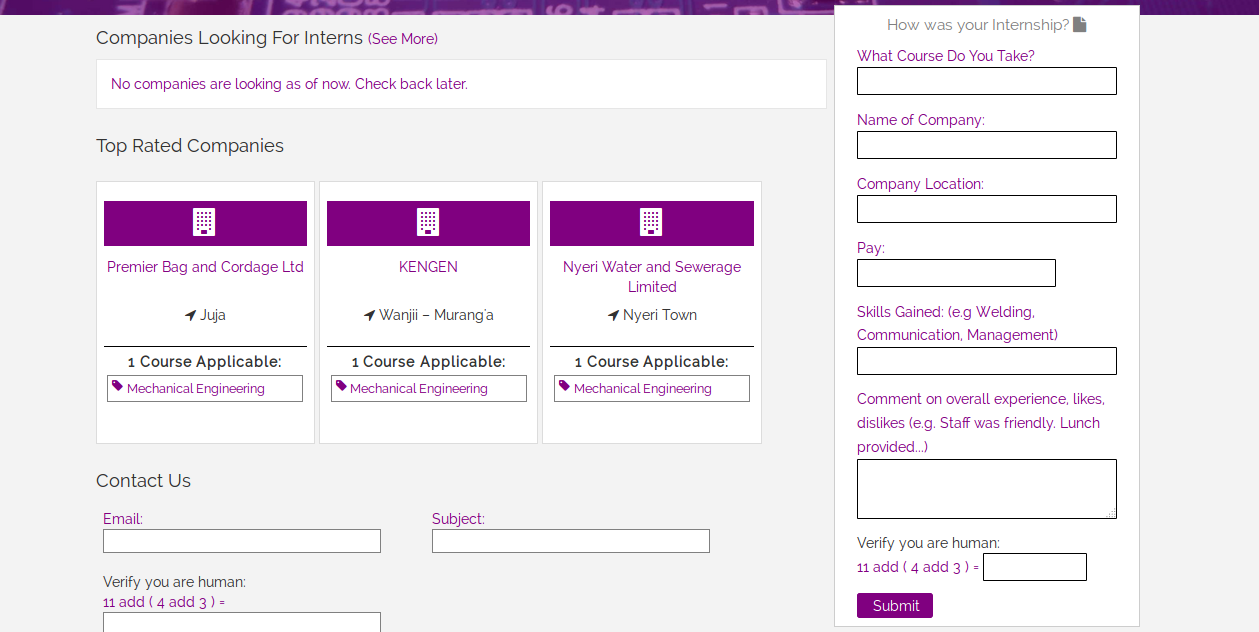 Companies Looking For Interns (See More)
No companies are looking as of now. Check back later.
Top Rated Companies
Premier Bag and Cordage Ltd
Juja
1 Course Applicable:
Mechanical Engineering
KENGEN
Wanjii – Murang'a
1 Course Applicable:
Mechanical Engineering
Nyeri Water and Sewerage
Limited
Nyeri Town
1 Course Applicable:
Mechanical Engineering
Contact Us
Email:
Subject:
Verify you are human:
11 add ( 4 add 3 ) =
How was your Internship?
What Course Do You Take?
Name of Company:
Company Location:
Pay:
Skills Gained: (e.g Welding,
Communication, Management)
Comment on overall experience, likes,
dislikes (e.g. Staff was friendly. Lunch
provided...)
Verify you are human:
11 add ( 4 add 3 ) =
Submit